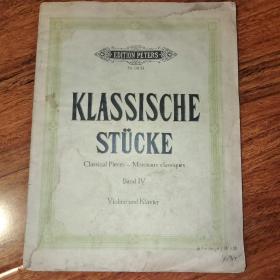 EDITION PETERS
KLASSISCHE
STÜCKE
Classical Pieces – Morceaux classiques
Band IV
Violine und Klavier